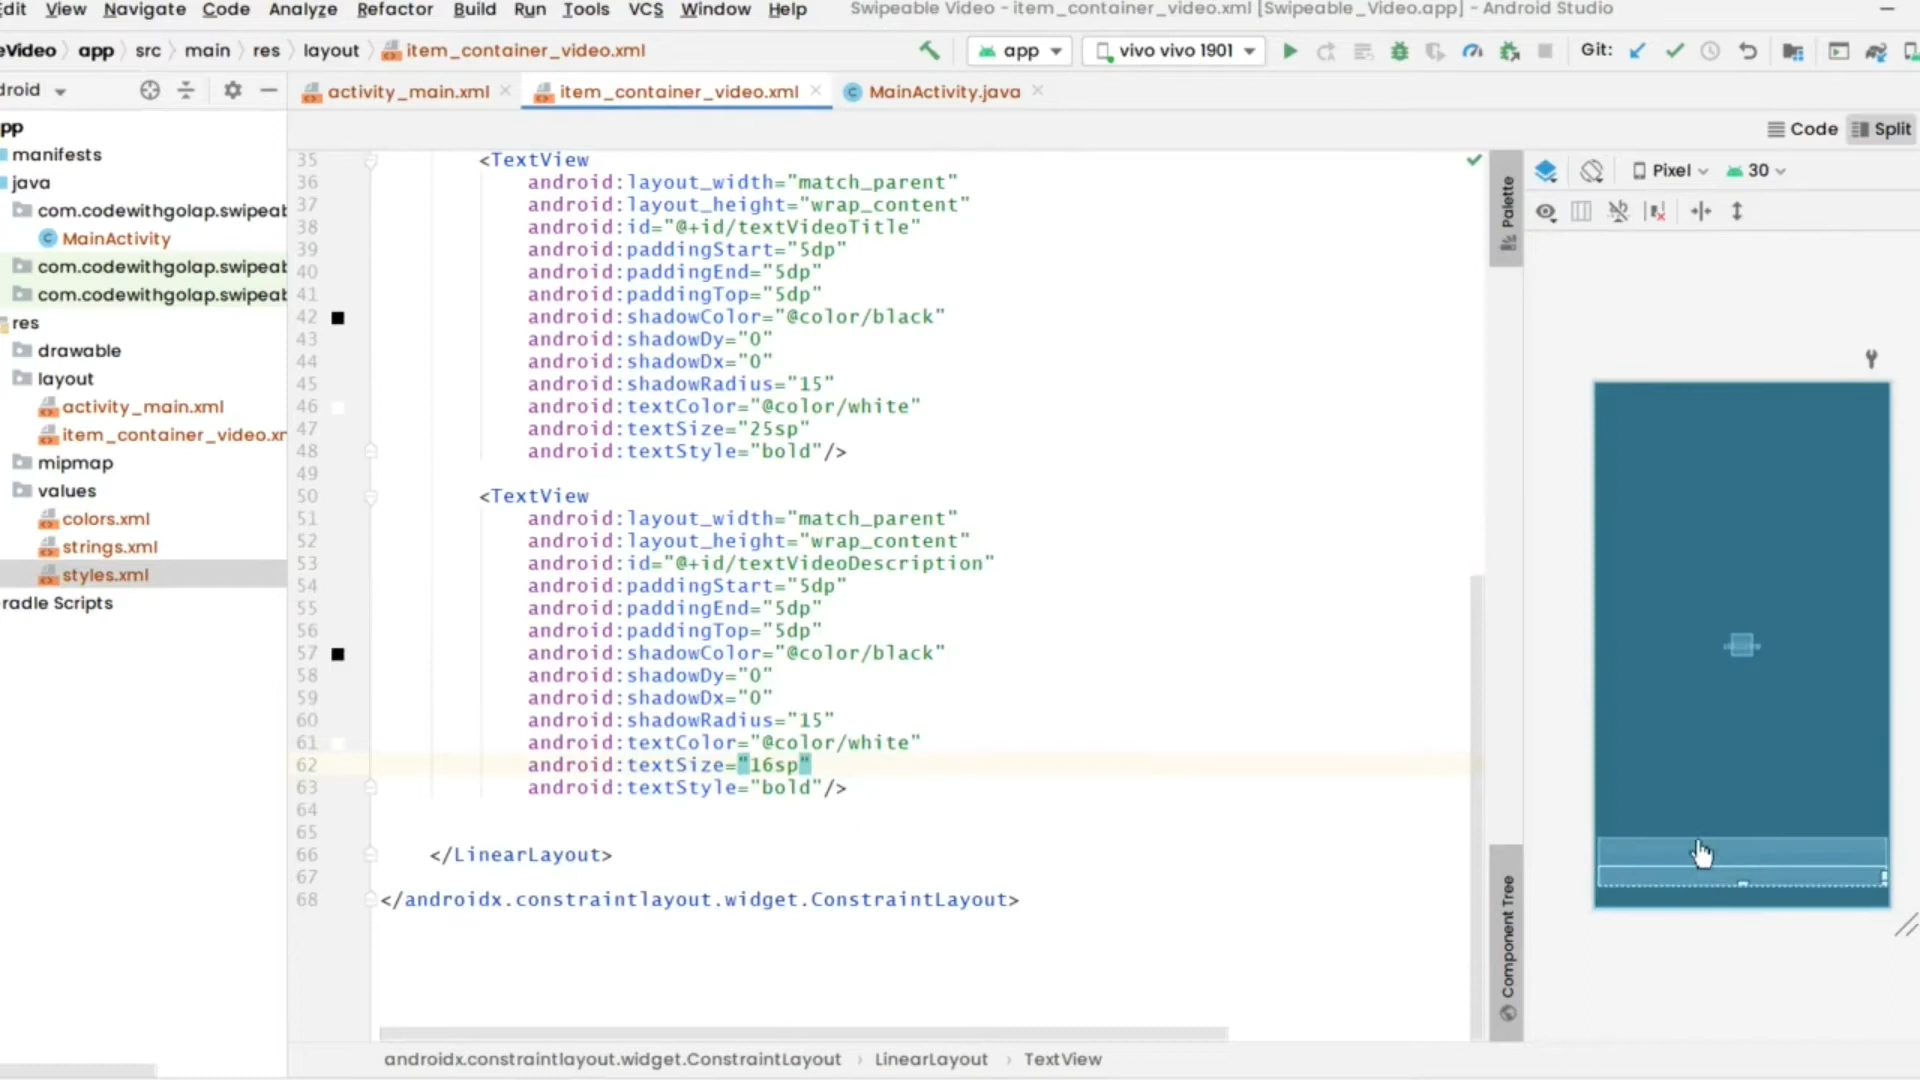 Edit View Navigate Code Analyze Refactor Build Run Tools VCS Window Help Swipeable Video - item_container_video.xml [Swipeable_Video.app] - Android Studio
eVideo app src main res layout item_container_video.xml app vivo vivo 1901 Git:
droid activity_main.xml item_container_video.xml MainActivity.java
Code Split
pp
manifests
java
com.codewithgolap.swipeab
MainActivity
com.codewithgolap.swipeab
com.codewithgolap.swipeab
res
drawable
layout
activity_main.xml
item_container_video.xm
mipmap
values
colors.xml
strings.xml
styles.xml
radle Scripts
35 <TextView
36 android:layout_width="match_parent"
37 android:layout_height="wrap_content"
38 android:id="@+id/textVideoTitle"
39 android:paddingStart="5dp"
40 android:paddingEnd="5dp"
41 android:paddingTop="5dp"
42 android:shadowColor="@color/black"
43 android:shadowDy="0"
44 android:shadowDx="0"
45 android:shadowRadius="15"
46 android:textColor="@color/white"
47 android:textSize="25sp"
48 android:textStyle="bold"/>
49
50 <TextView
51 android:layout_width="match_parent"
52 android:layout_height="wrap_content"
53 android:id="@+id/textVideoDescription"
54 android:paddingStart="5dp"
55 android:paddingEnd="5dp"
56 android:paddingTop="5dp"
57 android:shadowColor="@color/black"
58 android:shadowDy="0"
59 android:shadowDx="0"
60 android:shadowRadius="15"
61 android:textColor="@color/white"
62 android:textSize="16sp"
63 android:textStyle="bold"/>
64
65
66 </LinearLayout>
67
68 </androidx.constraintlayout.widget.ConstraintLayout>
Palette
Pixel 30
Component Tree
androidx.constraintlayout.widget.ConstraintLayout LinearLayout TextView